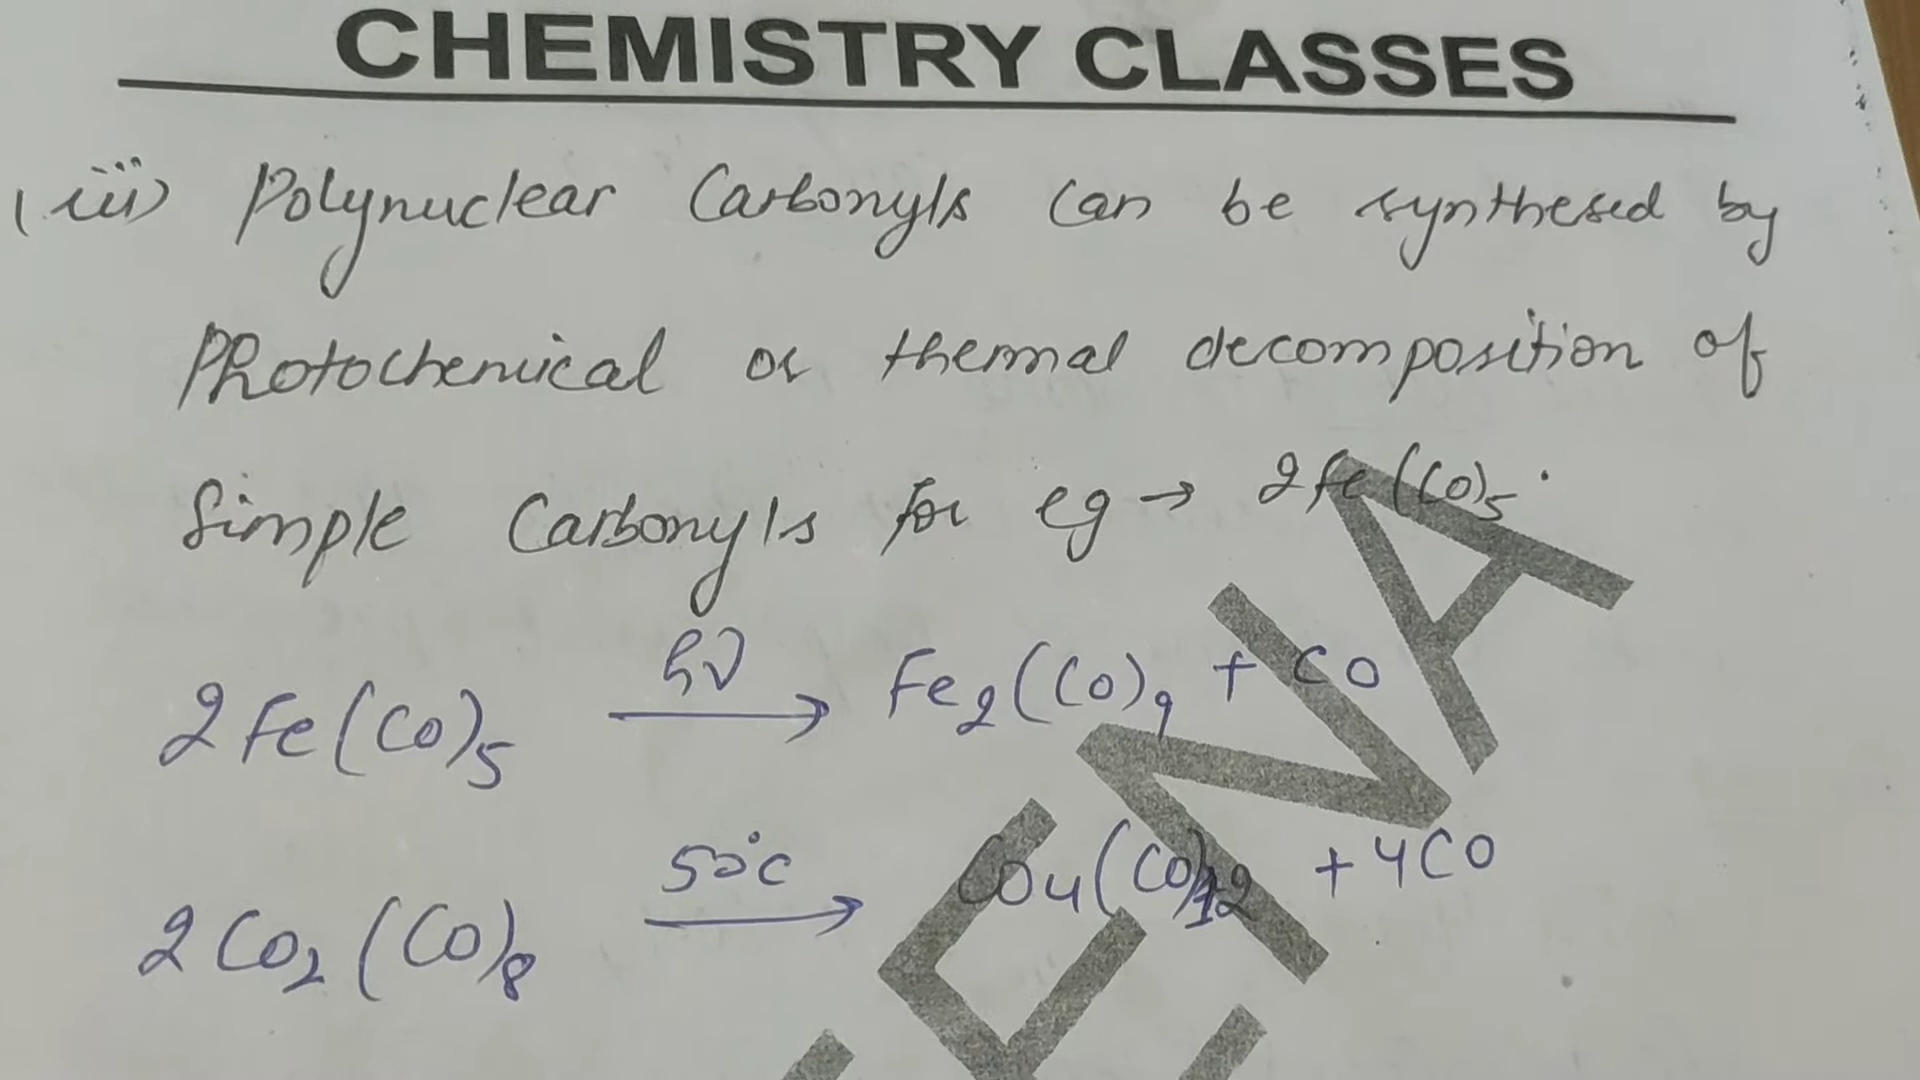 CHEMISTRY CLASSES
(iii) Polynuclear Carbonyls can be synthesed by
Photochemical or thermal decomposition of
Simple Carbonyls for eg → 2Fe(CO)5.
2Fe(CO)5 hν → Fe2(CO)9 + CO
2CO2(CO)8 50°C → CO4(CO)12 + 4CO
ENA